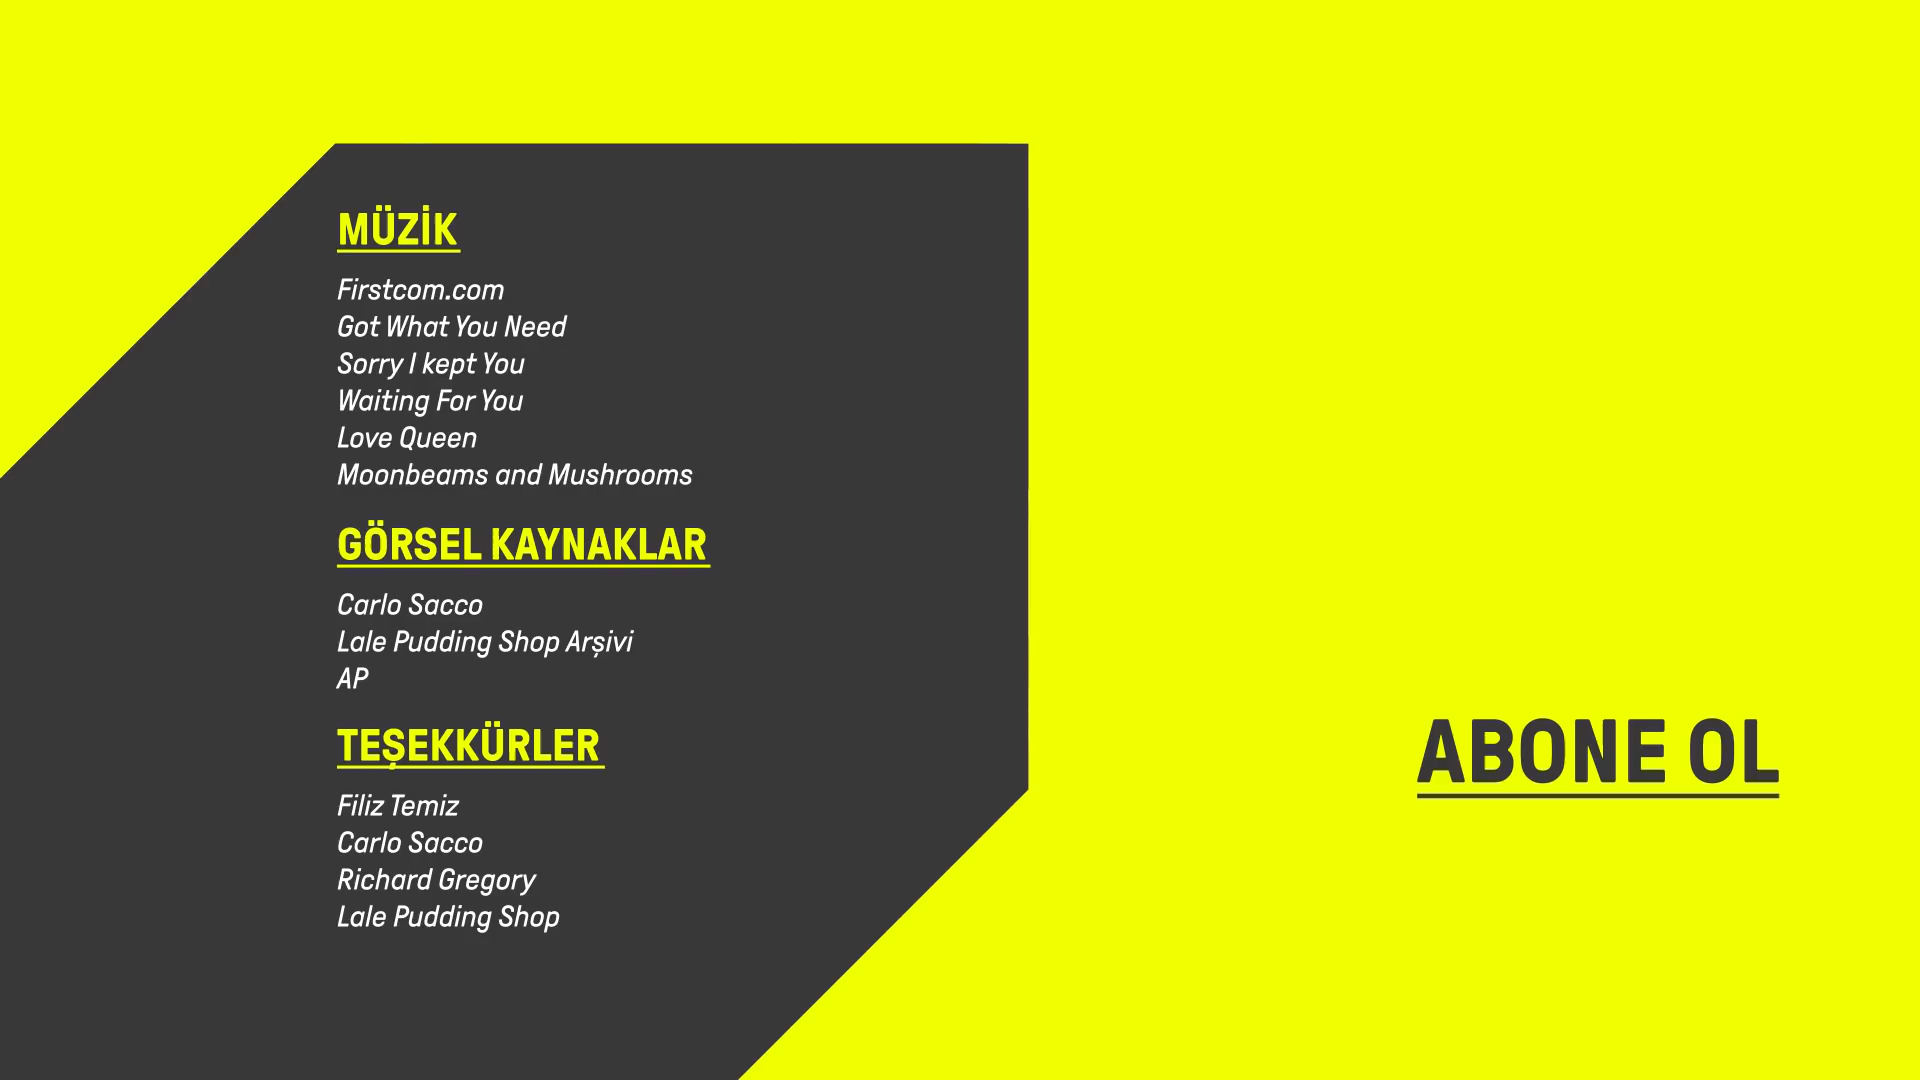 MÜZİK
Firstcom.com
Got What You Need
Sorry I kept You
Waiting For You
Love Queen
Moonbeams and Mushrooms
GÖRSEL KAYNAKLAR
Carlo Sacco
Lale Pudding Shop Arşivi
AP
TEŞEKKÜRLER
Filiz Temiz
Carlo Sacco
Richard Gregory
Lale Pudding Shop
ABONE OL